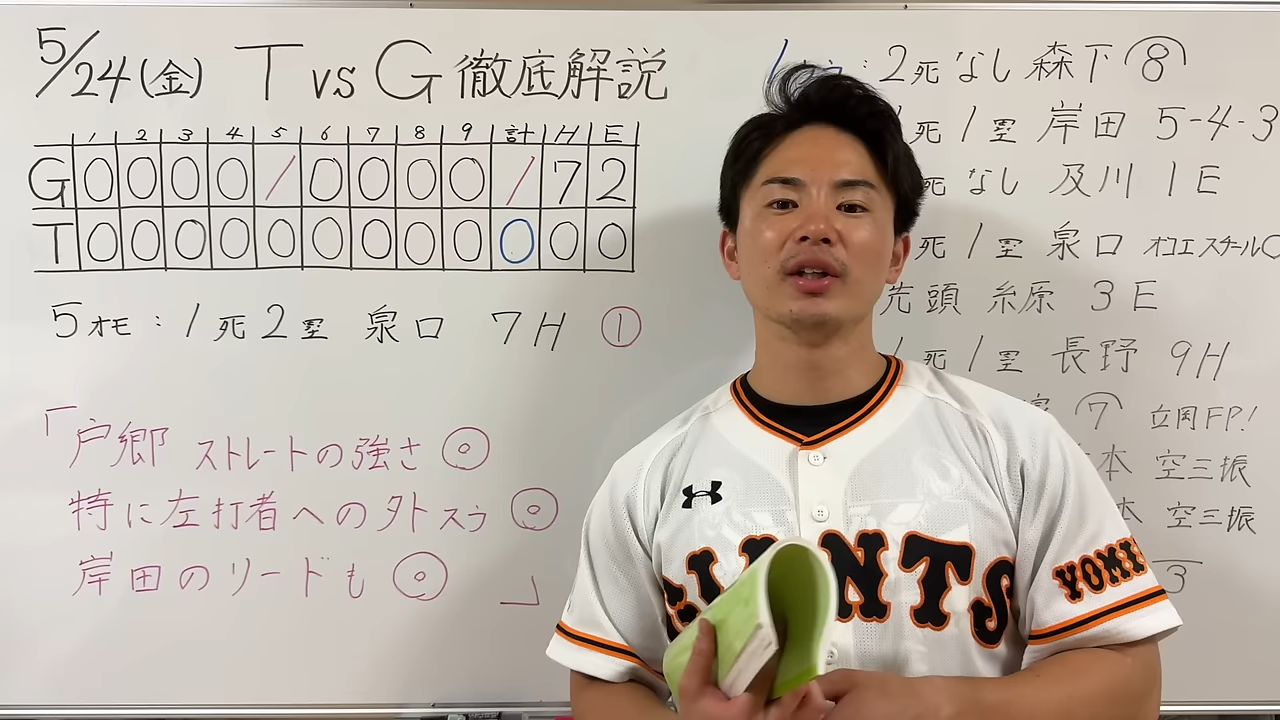 5/24(金) T vs G 徹底解説
1 2 3 4 5 6 7 8 9 計 H E
G 0 0 0 0 1 0 0 0 0 1 7 2
T 0 0 0 0 0 0 0 0 0 0 0 0
5オモ:1死2塁 泉口 7H ①
「戸郷 ストレートの強さ ◎
特に左打者への外トスラ ◎
岸田のリードも ◎ 」
2死なし 森下 8
死1塁 岸田 5-4-3
死なし 及川 1E
死1塁 泉口 オコエスチール
先頭 糸原 3E
1死1塁 長野 9H
7 立岡FP!
本 空三振
本 空三振
3
GIANTS
YOMI